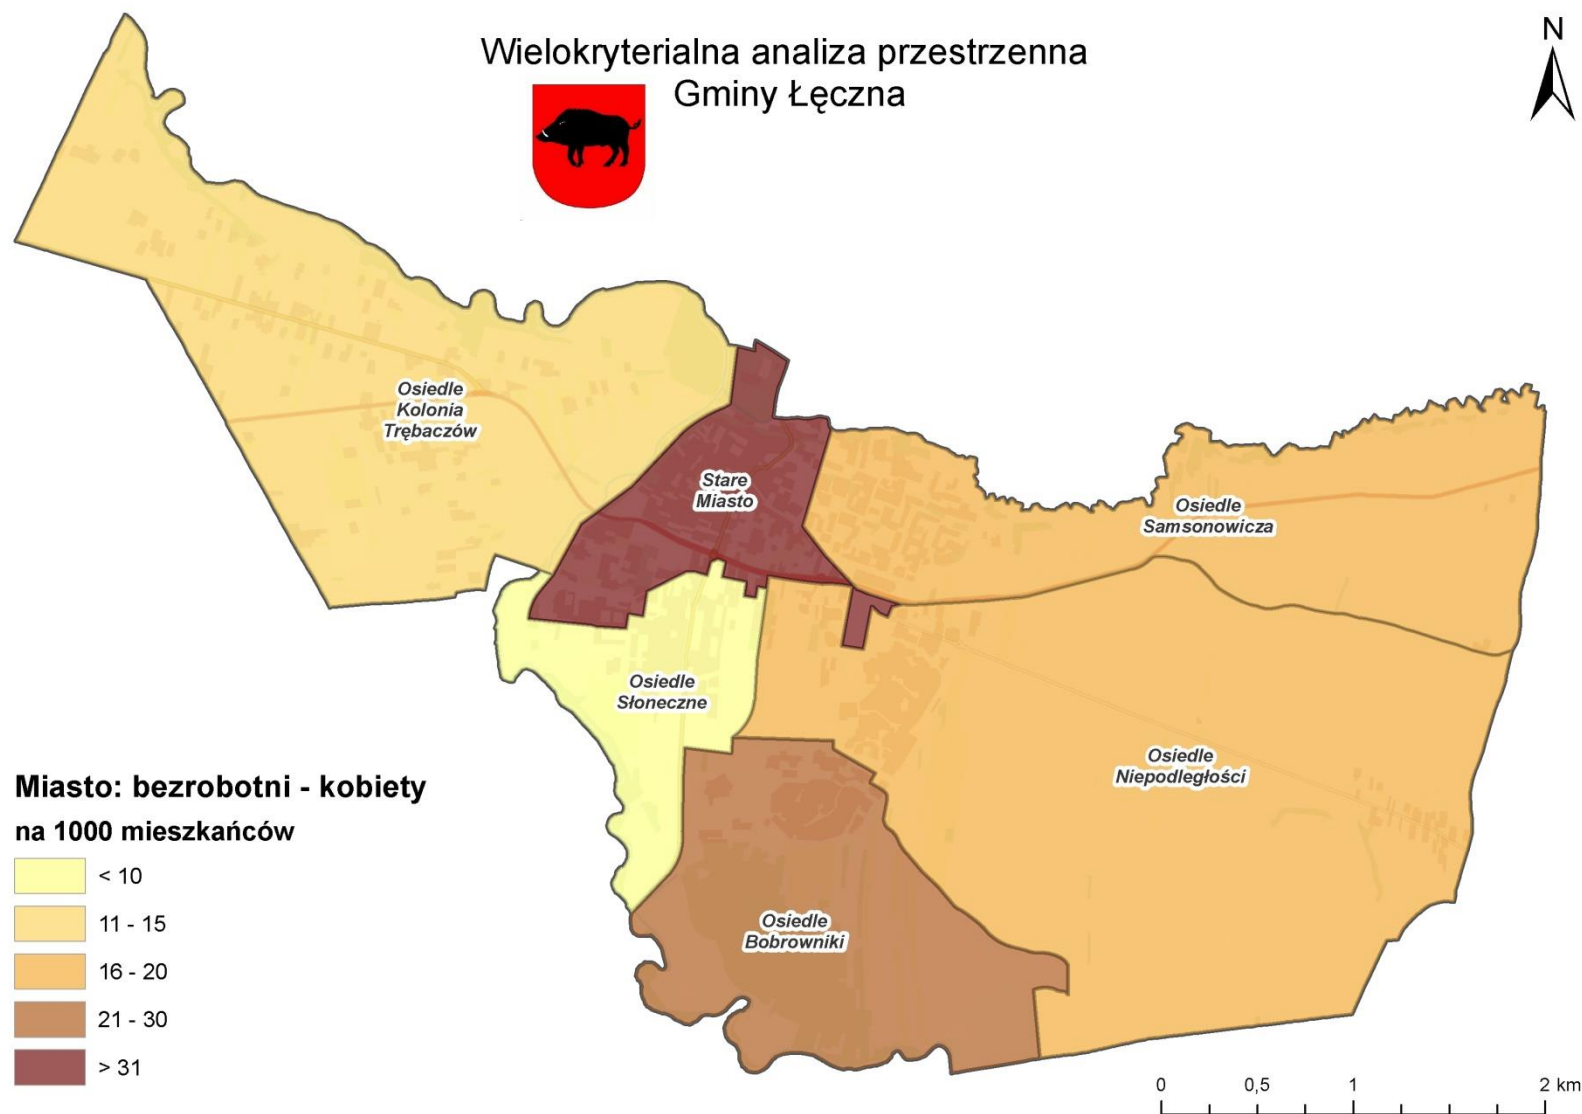 Wielokryterialna analiza przestrzenna
Gminy Łęczna
N
Osiedle
Kolonia
Trębaczów
Stare
Miasto
Osiedle
Samsonowicza
Osiedle
Słoneczne
Osiedle
Niepodległości
Osiedle
Bobrowniki
Miasto: bezrobotni - kobiety
na 1000 mieszkańców
< 10
11 - 15
16 - 20
21 - 30
> 31
0 0,5 1 2 km